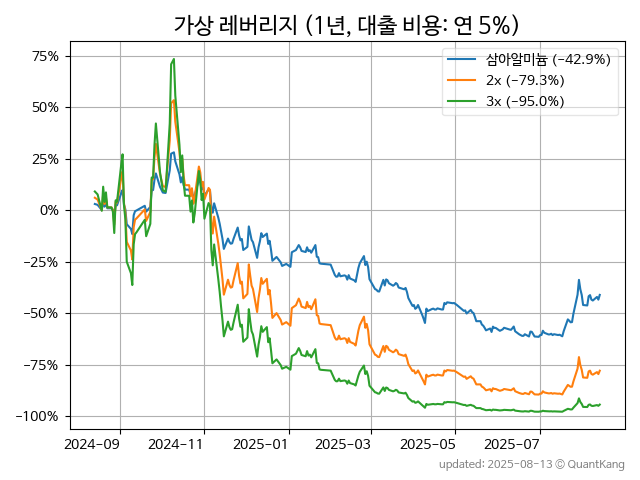 가상 레버리지 (1년, 대출 비용: 연 5%)
삼아알미늄 (−42.9%)
2x (−79.3%)
3x (−95.0%)
75%
50%
25%
0%
−25%
−50%
−75%
−100%
2024-09 2024-11 2025-01 2025-03 2025-05 2025-07
updated: 2025-08-13 ⓒ QuantKang